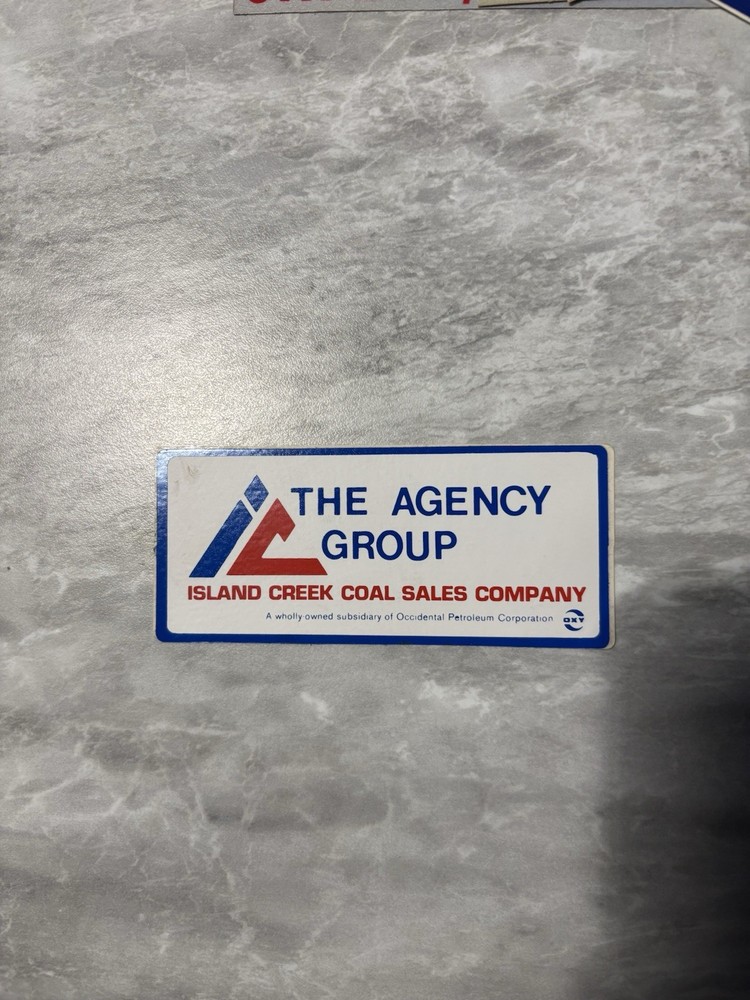 THE AGENCY
GROUP
ISLAND CREEK COAL SALES COMPANY
A wholly-owned subsidiary of Occidental Petroleum Corporation OXY